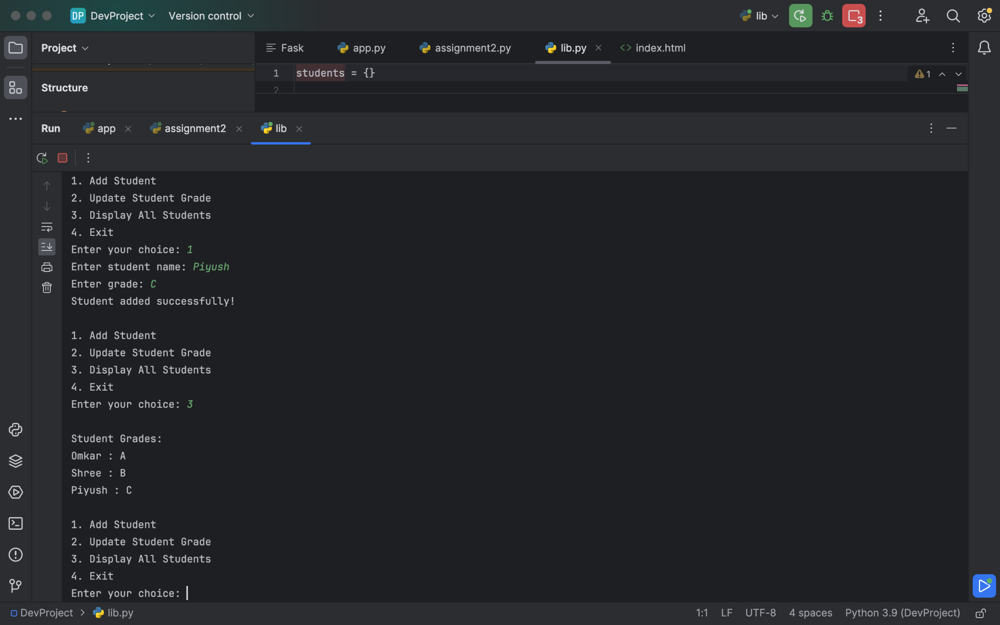 DP DevProject Version control lib 3
Project
Fask app.py assignment2.py lib.py index.html
1 students = {} 1
2
Structure
Run app assignment2 lib
1. Add Student
2. Update Student Grade
3. Display All Students
4. Exit
Enter your choice: 1
Enter student name: Piyush
Enter grade: C
Student added successfully!
1. Add Student
2. Update Student Grade
3. Display All Students
4. Exit
Enter your choice: 3
Student Grades:
Omkar : A
Shree : B
Piyush : C
1. Add Student
2. Update Student Grade
3. Display All Students
4. Exit
Enter your choice:
DevProject > lib.py 1:1 LF UTF-8 4 spaces Python 3.9 (DevProject)